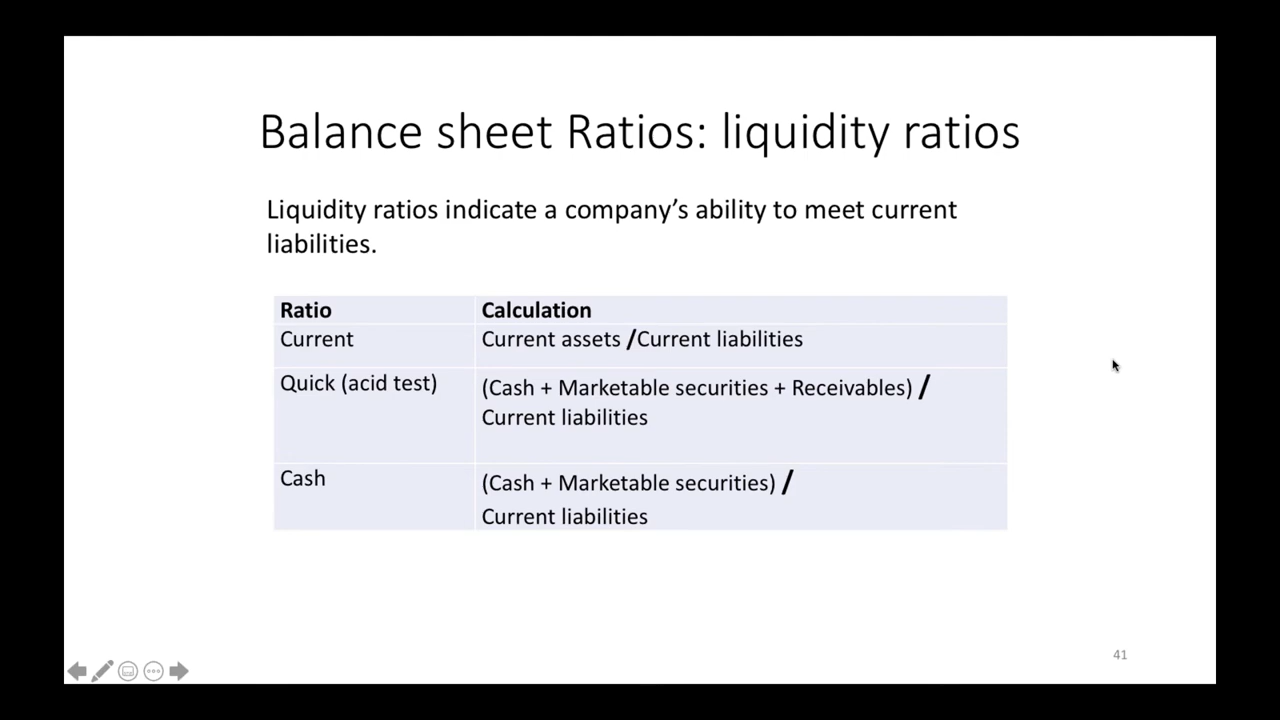 Balance sheet Ratios: liquidity ratios
Liquidity ratios indicate a company’s ability to meet current
liabilities.
Ratio Calculation
Current Current assets /Current liabilities
Quick (acid test) (Cash + Marketable securities + Receivables) /
Current liabilities
Cash (Cash + Marketable securities) /
Current liabilities
41